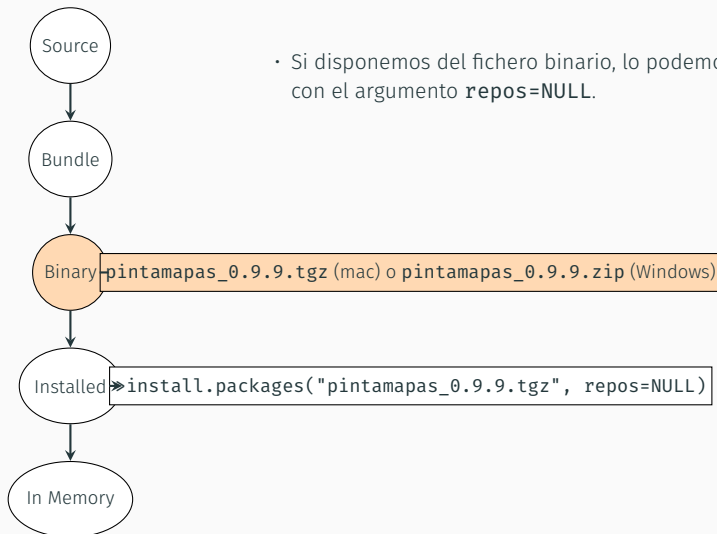 Source
· Si disponemos del fichero binario, lo podemo
con el argumento repos=NULL.
Bundle
Binary
pintamapas_0.9.9.tgz (mac) o pintamapas_0.9.9.zip (Windows)
Installed
> install.packages("pintamapas_0.9.9.tgz", repos=NULL)
In Memory